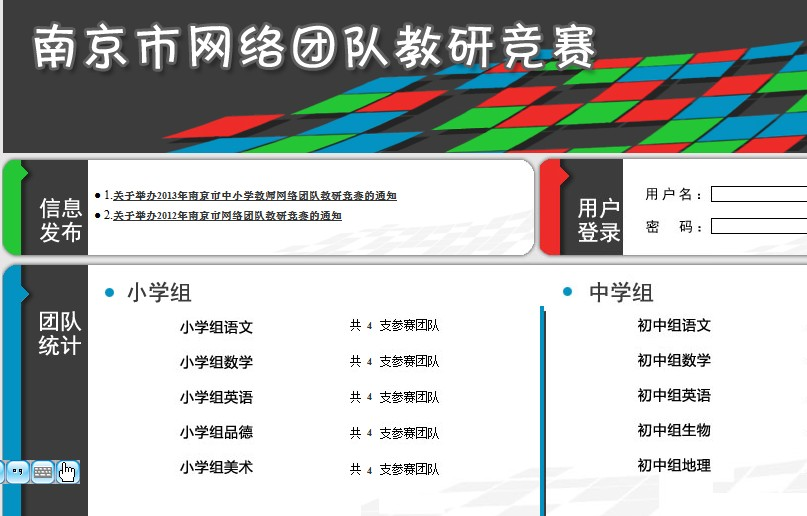 南京市网络团队教研竞赛
信息
发布
1.关于举办2013年南京市中小学教师网络团队教研竞赛的通知
2.关于举办2012年南京市网络团队教研竞赛的通知
用户
登录
用户名：
密 码：
团队
统计
小学组
小学组语文 共 4 支参赛团队
小学组数学 共 4 支参赛团队
小学组英语 共 4 支参赛团队
小学组品德 共 4 支参赛团队
小学组美术 共 4 支参赛团队
中学组
初中组语文
初中组数学
初中组英语
初中组生物
初中组地理